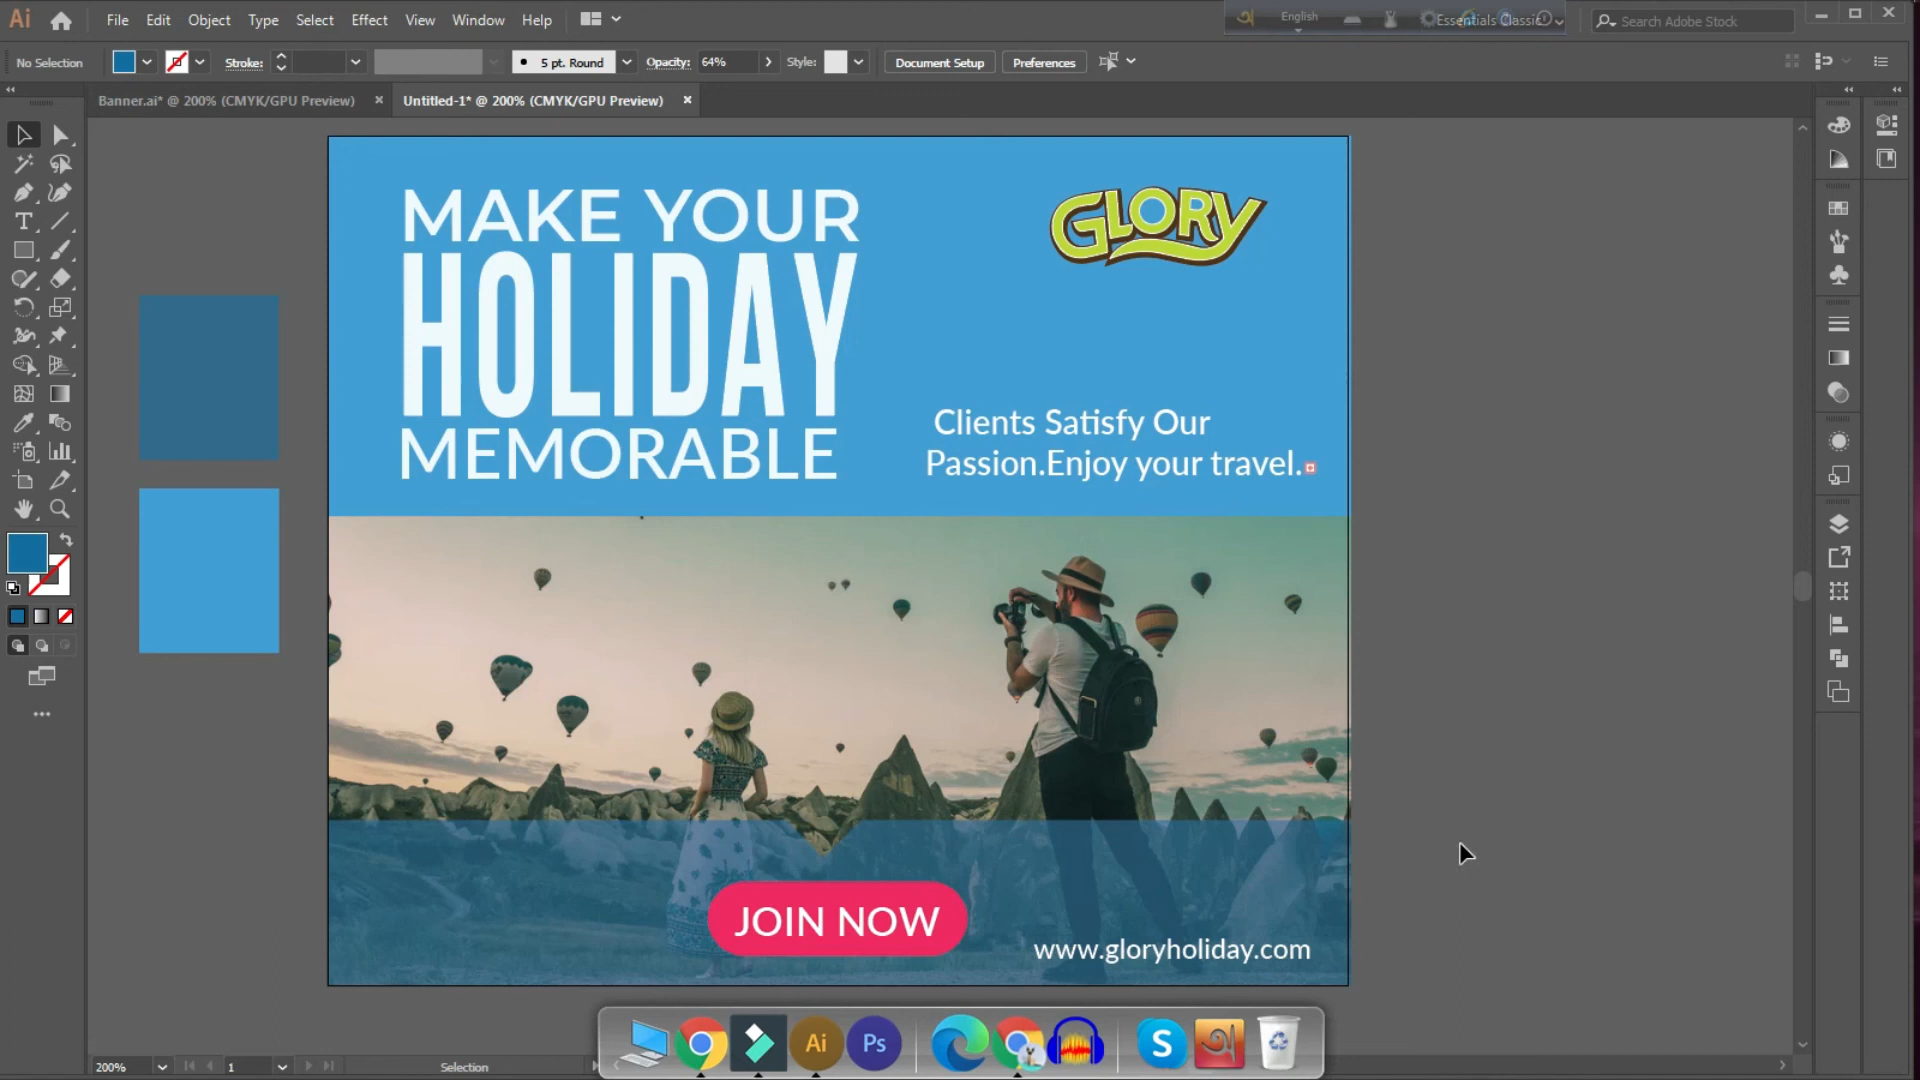 Ai File Edit Object Type Select Effect View Window Help English Essentials Classic Search Adobe Stock
No Selection Stroke: 5 pt. Round Opacity: 64% Style: Document Setup Preferences
Banner.ai* @ 200% (CMYK/GPU Preview) Untitled-1* @ 200% (CMYK/GPU Preview)
MAKE YOUR
HOLIDAY
MEMORABLE
GLORY
Clients Satisfy Our
Passion.Enjoy your travel.
JOIN NOW
www.gloryholiday.com
Ai Ps S অ
200% 1 Selection